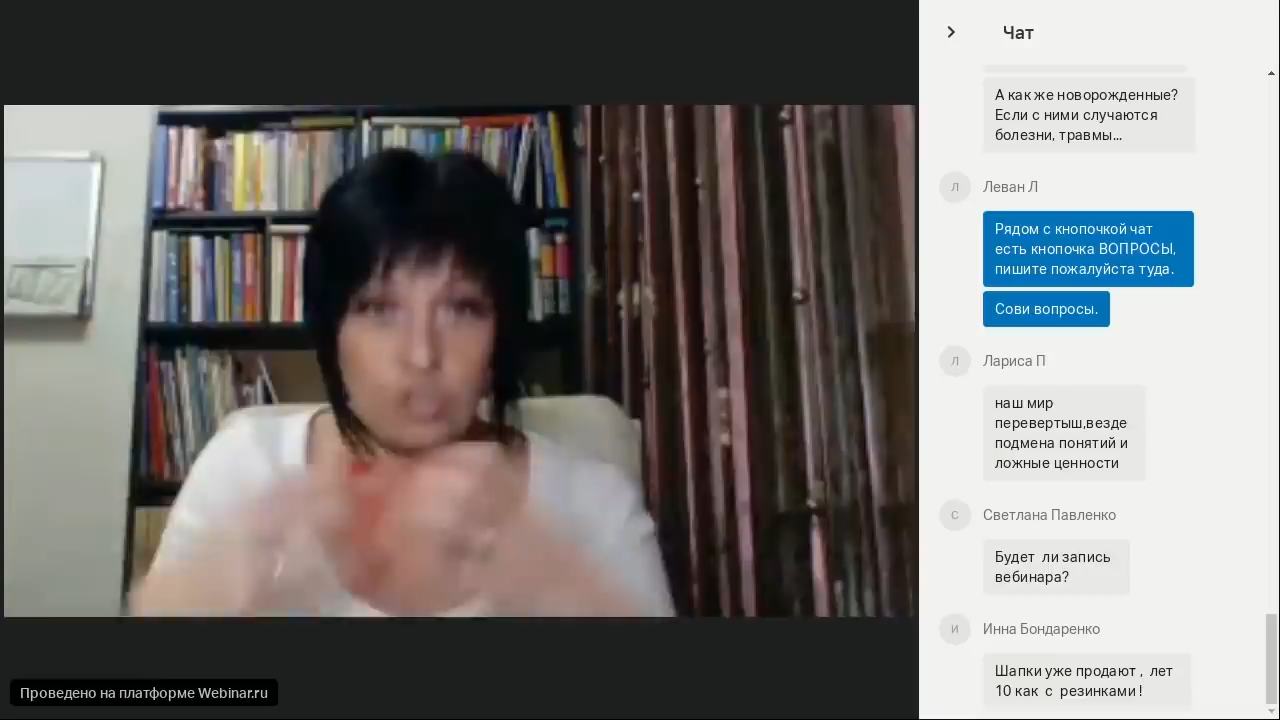 Чат
А как же новорожденные?
Если с ними случаются
болезни, травмы...
Л
Леван Л
Рядом с кнопочкой чат
есть кнопочка ВОПРОСЫ,
пишите пожалуйста туда.
Сови вопросы.
Л
Лариса П
наш мир
перевертыш,везде
подмена понятий и
ложные ценности
С
Светлана Павленко
Будет ли запись
вебинара?
И
Инна Бондаренко
Шапки уже продают , лет
10 как с резинками !
Проведено на платформе Webinar.ru